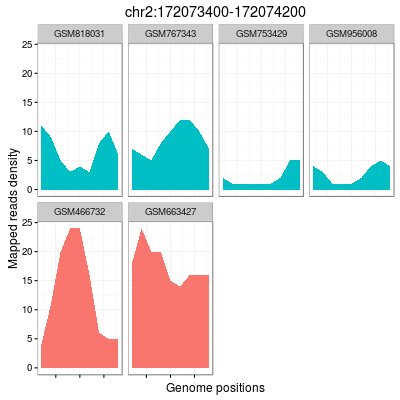 chr2:172073400-172074200
GSM818031 GSM767343 GSM753429 GSM956008
25
20
15
10
5
0
GSM466732 GSM663427
25
20
15
10
5
0
Mapped reads density
Genome positions